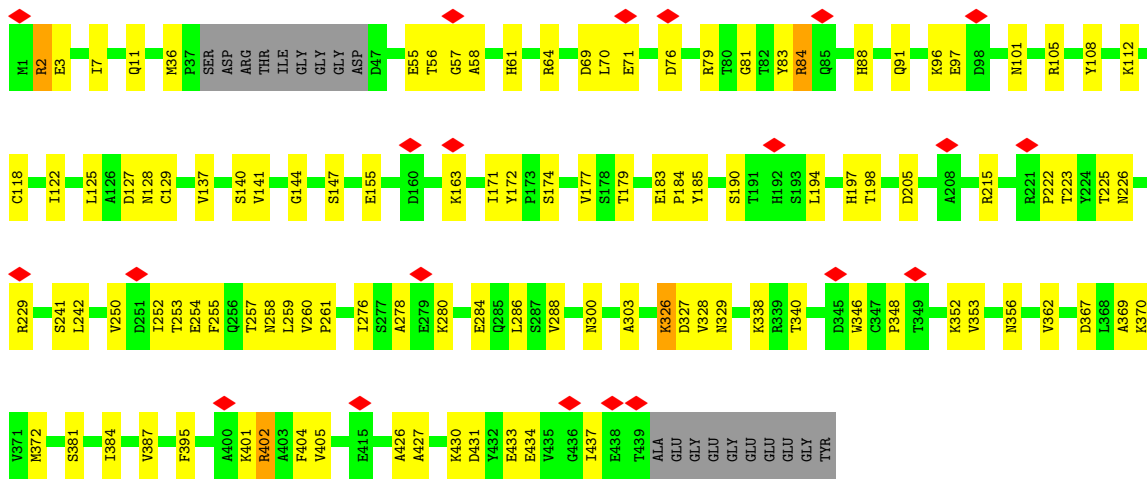 M1 R2 E3 I7 Q11 M36 P37 SER ASP ARG THR ILE GLY GLY GLY ASP D47 E55 T56 G57 A58 H61 R64 D69 L70 E71 D76 R79 T80 G81 T82 Y83 R84 Q85 H88 Q91 K96 E97 D98 N101 R105 Y108 K112
C118 I122 L125 A126 D127 N128 C129 V137 S140 V141 G144 S147 E155 D160 K163 I171 Y172 P173 S174 V177 S178 T179 E183 P184 Y185 S190 T191 H192 S193 L194 H197 T198 D205 A208 R215 R221 P222 T223 Y224 T225 N226
R229 S241 L242 V250 D251 I252 T253 E254 F255 Q256 T257 N258 L259 V260 P261 I276 S277 A278 E279 K280 E284 Q285 L286 S287 V288 N300 A303 K326 D327 V328 N329 K338 R339 T340 D345 W346 C347 P348 T349 K352 V353 N356 V362 D367 L368 A369 K370
V371 M372 S381 I384 V387 F395 A400 K401 R402 A403 F404 V405 E415 A426 A427 K430 D431 Y432 E433 E434 V435 G436 I437 E438 T439 ALA GLU GLY GLU GLU GLY GLU GLU GLU GLY TYR